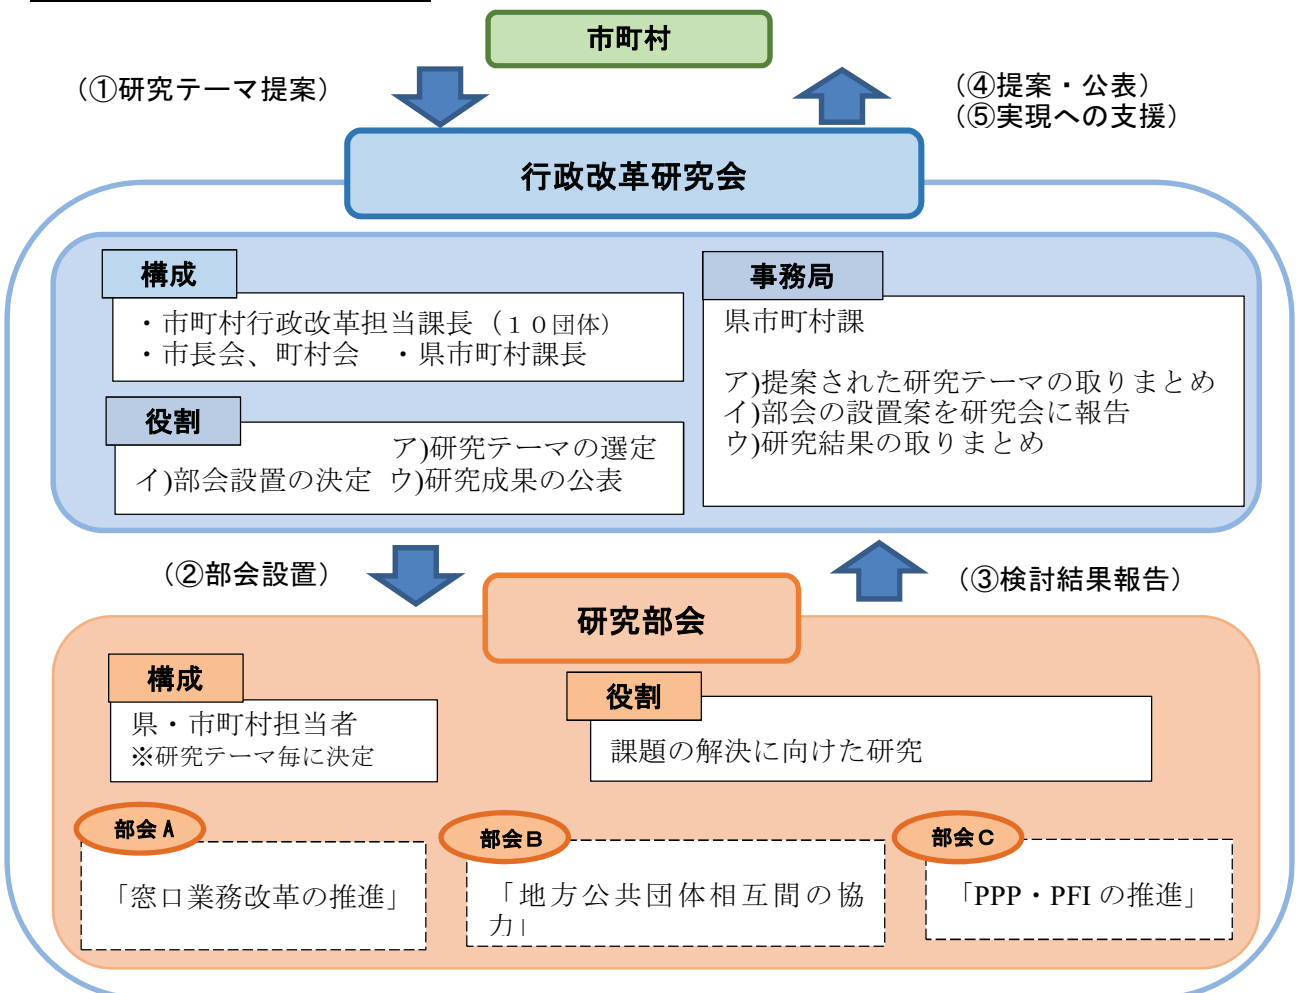 市町村
（①研究テーマ提案）
（④提案・公表）
（⑤実現への支援）
行政改革研究会
構成
・市町村行政改革担当課長（１０団体）
・市長会、町村会　・県市町村課長
役割
ア)研究テーマの選定
イ)部会設置の決定 ウ)研究成果の公表
事務局
県市町村課
ア)提案された研究テーマの取りまとめ
イ)部会の設置案を研究会に報告
ウ)研究結果の取りまとめ
（②部会設置）
（③検討結果報告）
研究部会
構成
県・市町村担当者
※研究テーマ毎に決定
役割
課題の解決に向けた研究
部会Ａ
「窓口業務改革の推進」
部会Ｂ
「地方公共団体相互間の協
力」
部会Ｃ
「PPP・PFI の推進」